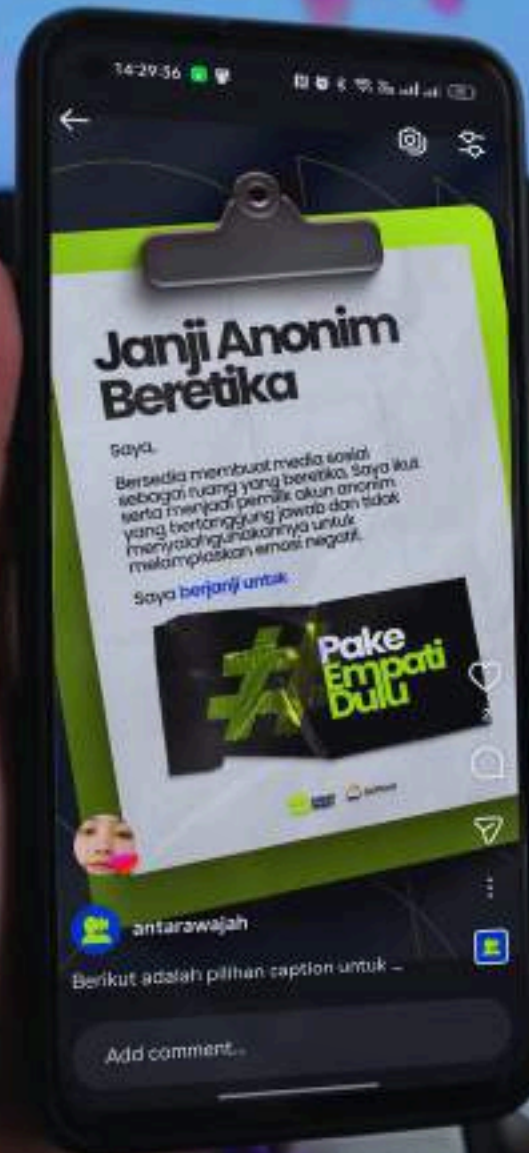 14:29:36
Janji Anonim
Beretika
Saya,
Bersedia membuat media sosial
sebagai ruang yang beretika. Saya ikut
serta menjadi pemilik akun anonim
yang bertanggung jawab dan tidak
menyalahgunakannya untuk
melampiaskan emosi negatif.
Saya berjanji untuk
#
Pake
Empati
Dulu
antarawajah
Berikut adalah pilihan caption untuk ...
Add comment...